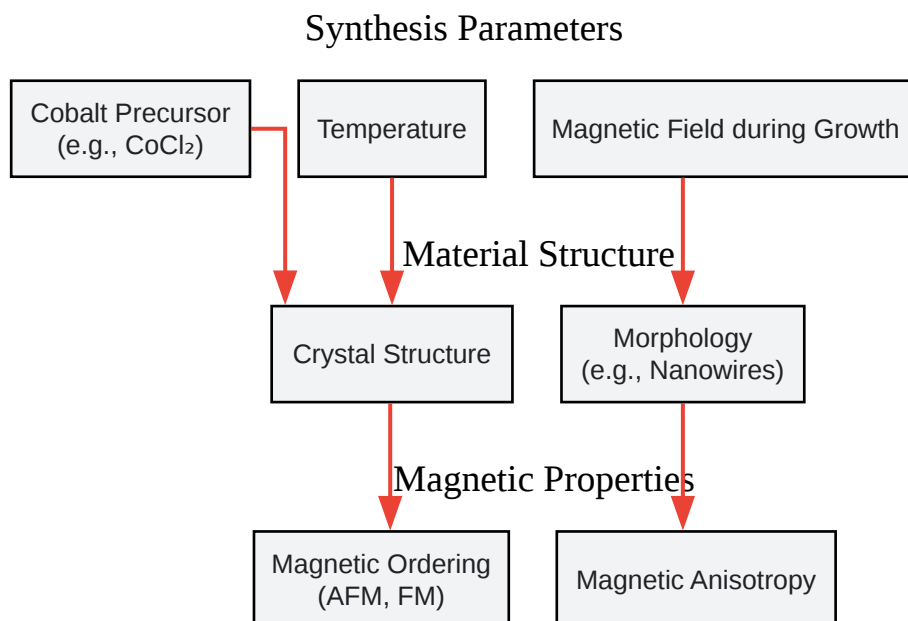 Synthesis Parameters
Cobalt Precursor
(e.g., CoCl₂)
Temperature
Magnetic Field during Growth
Material Structure
Crystal Structure
Morphology
(e.g., Nanowires)
Magnetic Properties
Magnetic Ordering
(AFM, FM)
Magnetic Anisotropy